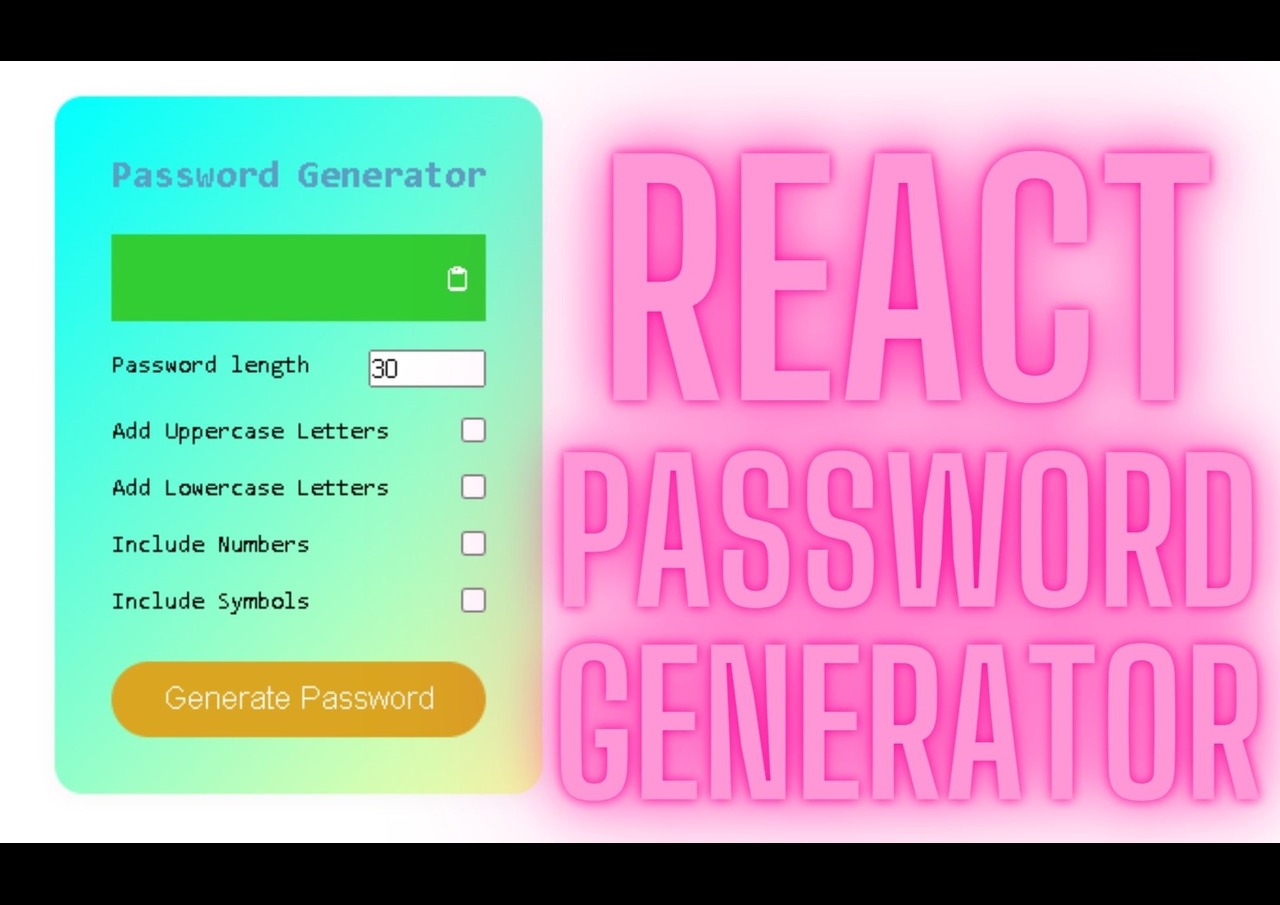 Password Generator
Password length 30
Add Uppercase Letters
Add Lowercase Letters
Include Numbers
Include Symbols
Generate Password
REACT
PASSWORD
GENERATOR